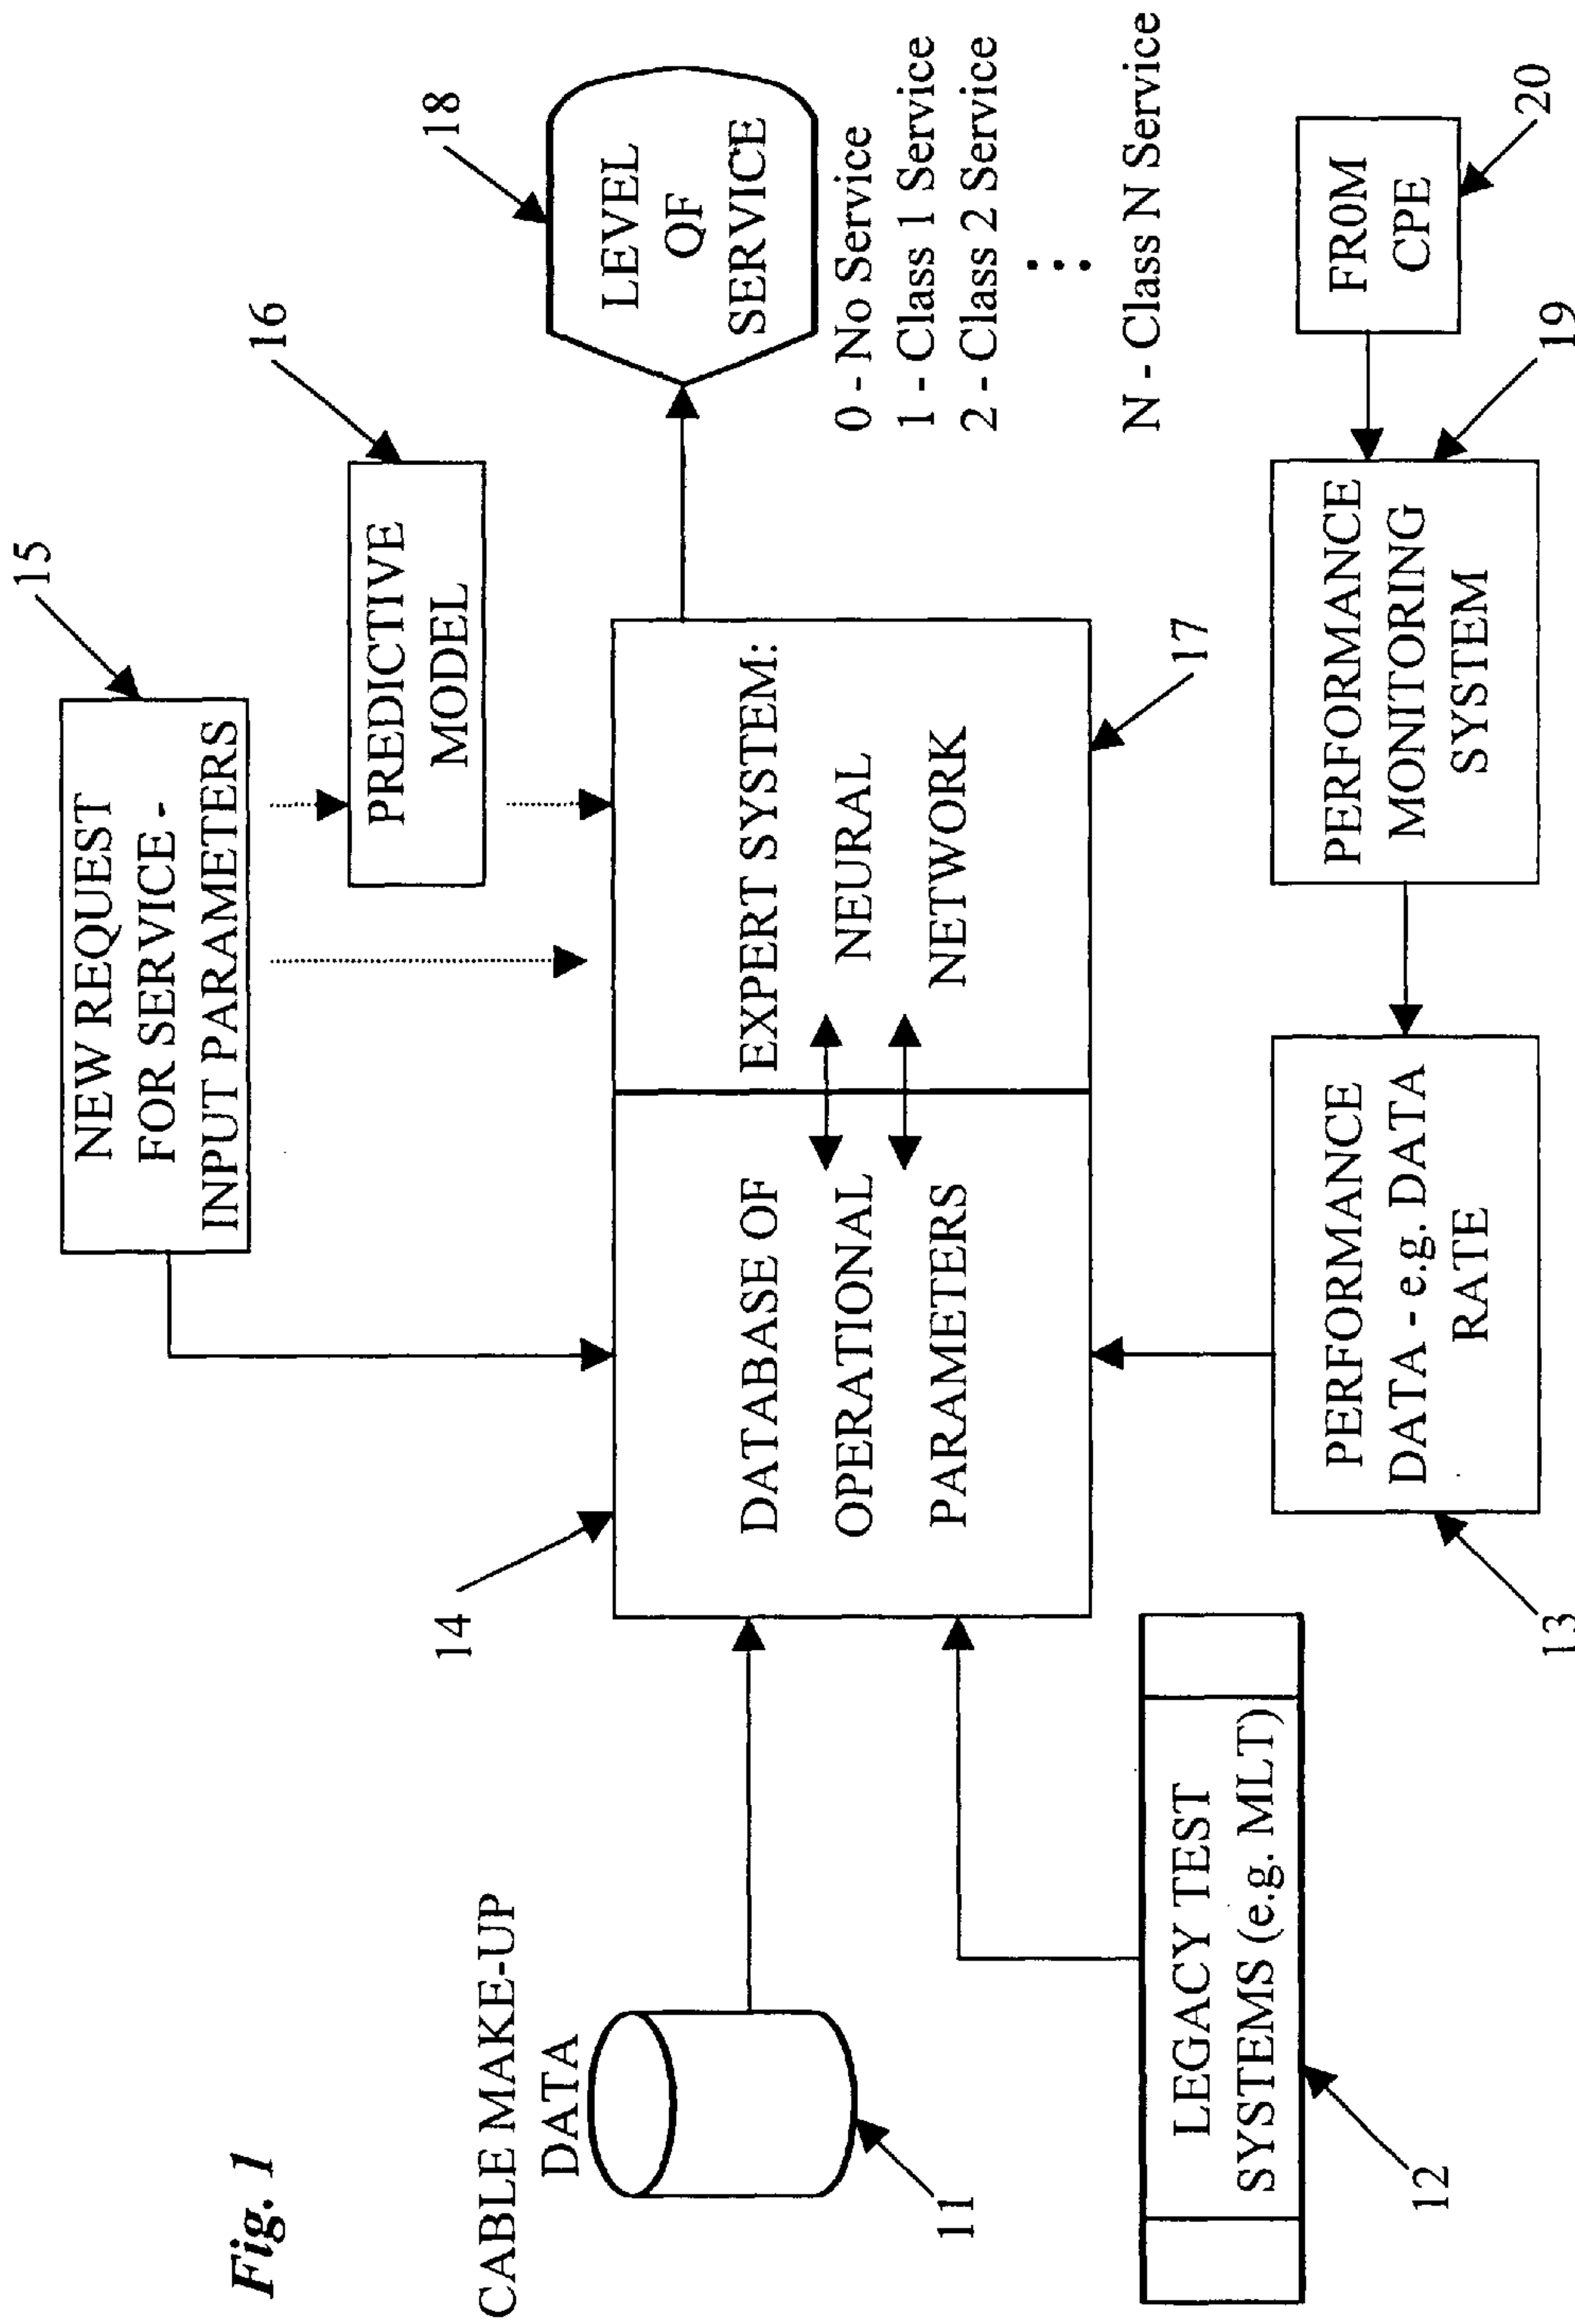 Fig. 1
15
NEW REQUEST
FOR SERVICE -
INPUT PARAMETERS
16
PREDICTIVE
MODEL
18
LEVEL
QF
SERVICE
0 - No Service
1 - Class 1 Service
2 - Class 2 Service
⋮
N - Class N Service
CABLE MAKE-UP
DATA
11
14
DATABASE OF
OPERATIONAL
PARAMETERS
EXPERT SYSTEM:
NEURAL
NETWORK
17
LEGACY TEST
SYSTEMS (e.g. MLT)
12
PERFORMANCE
DATA - e.g. DATA
RATE
13
PERFORMANCE
MONITORING
SYSTEM
19
FR0M
CPE
20